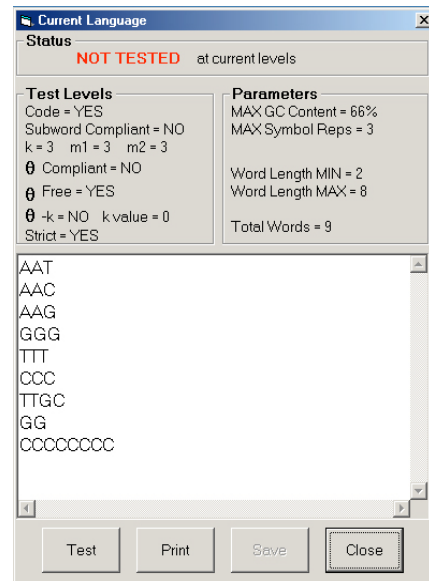 Current Language
Status
NOT TESTED at current levels
Test Levels
Code = YES
Subword Compliant = NO
k = 3 m1 = 3 m2 = 3
θ Compliant = NO
θ Free = YES
θ -k = NO k value = 0
Strict = YES
Parameters
MAX GC Content = 66%
MAX Symbol Reps = 3
Word Length MIN = 2
Word Length MAX = 8
Total Words = 9
AAT
AAC
AAG
GGG
TTT
CCC
TTGC
GG
CCCCCCCC
Test Print Save Close